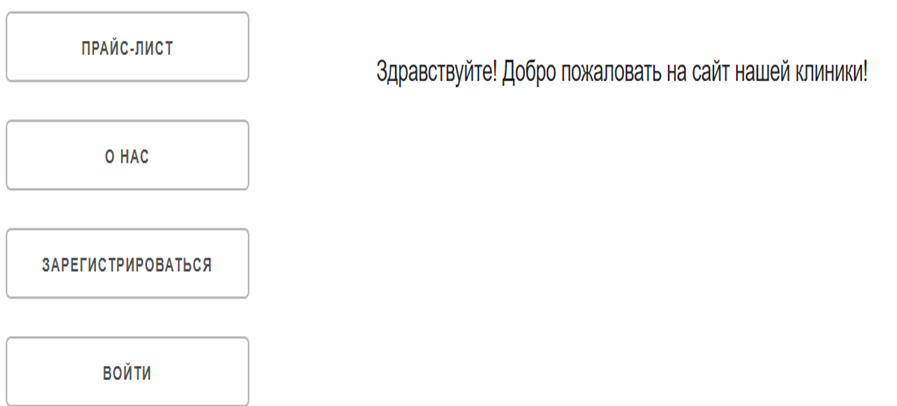 ПРАЙС-ЛИСТ
Здравствуйте! Добро пожаловать на сайт нашей клиники!
О НАС
ЗАРЕГИСТРИРОВАТЬСЯ
ВОЙТИ